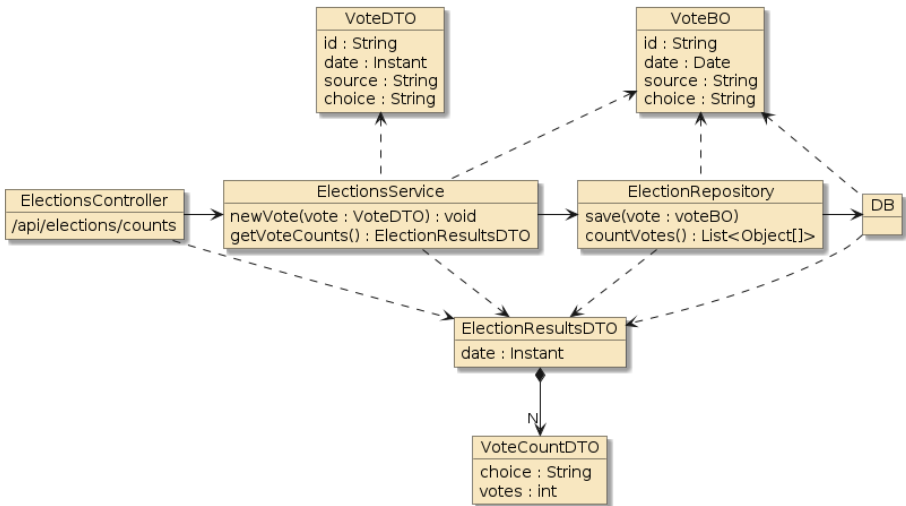 VoteDTO
id : String
date : Instant
source : String
choice : String
VoteBO
id : String
date : Date
source : String
choice : String
ElectionsController
/api/elections/counts
ElectionsService
newVote(vote : VoteDTO) : void
getVoteCounts() : ElectionResultsDTO
ElectionRepository
save(vote : voteBO)
countVotes() : List<Object[]>
DB
ElectionResultsDTO
date : Instant
N
VoteCountDTO
choice : String
votes : int